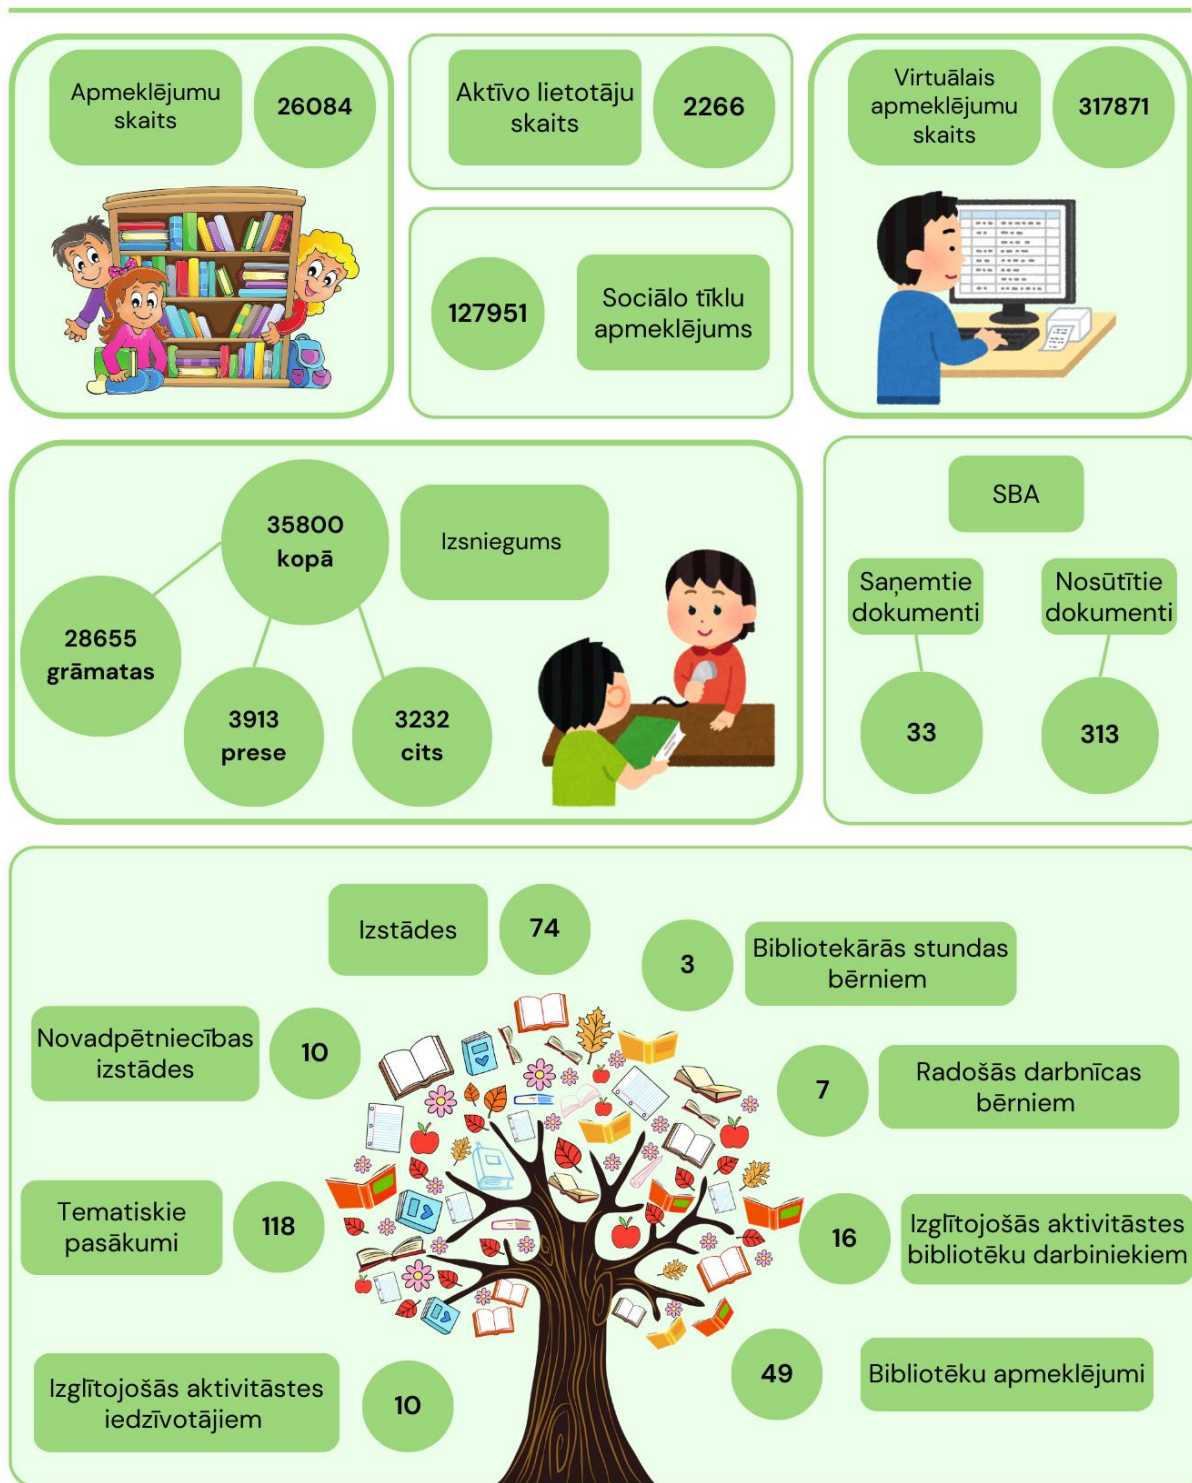 Apmeklējumu
skaits
26084
Aktīvo lietotāju
skaits
2266
Virtuālais
apmeklējumu
skaits
317871
127951
Sociālo tīklu
apmeklējums
35800
kopā
Izsniegums
28655
grāmatas
3913
prese
3232
cits
SBA
Saņemtie
dokumenti
Nosūtītie
dokumenti
33
313
Izstādes
74
3
Bibliotekārās stundas
bērniem
Novadpētniecības
izstādes
10
7
Radošās darbnīcas
bērniem
Tematiskie
pasākumi
118
16
Izglītojošās aktivitāstes
bibliotēku darbiniekiem
Izglītojošās aktivitāstes
iedzīvotājiem
10
49
Bibliotēku apmeklējumi